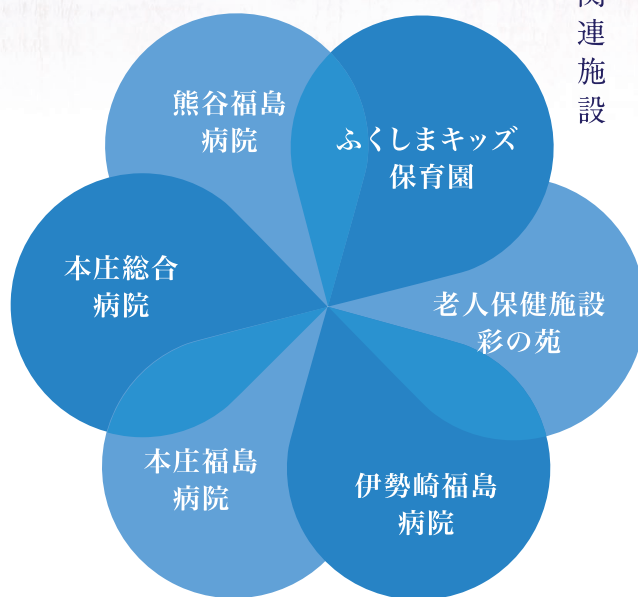 関連施設
熊谷福島
病院
ふくしまキッズ
保育園
本庄総合
病院
老人保健施設
彩の苑
本庄福島
病院
伊勢崎福島
病院